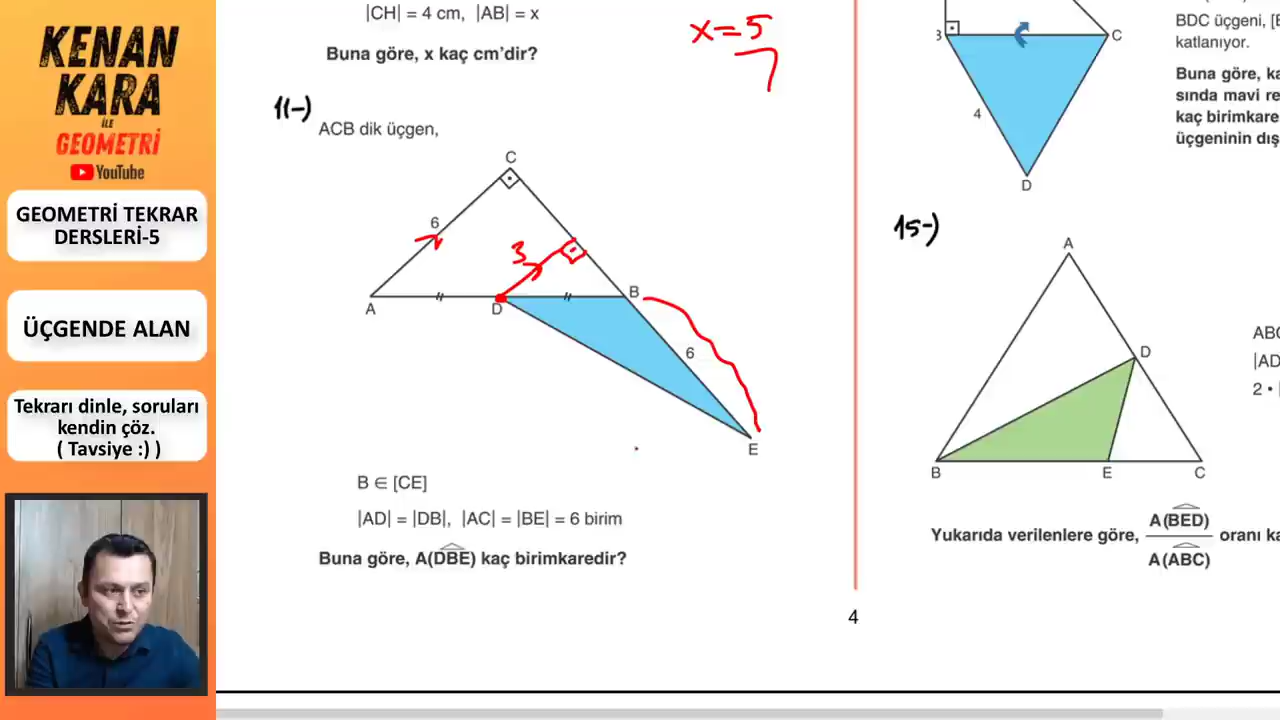 KENAN
KARA
İLE
GEOMETRİ
YouTube
GEOMETRİ TEKRAR
DERSLERİ-5
ÜÇGENDE ALAN
Tekrarı dinle, soruları
kendin çöz.
( Tavsiye :) )
|CH| = 4 cm, |AB| = x
Buna göre, x kaç cm'dir?
x=5
11-)
ACB dik üçgen,
C
6
3
A
D
B
6
E
B ∈ [CE]
|AD| = |DB|, |AC| = |BE| = 6 birim
Buna göre, A(DBE) kaç birimkaredir?
C
4
D
BDC üçgeni, [
katlanıyor.
Buna göre, ka
sında mavi re
kaç birimkare
üçgeninin dış
15-)
A
D
B
E
C
ABC
|AD
2 • |
Yukarıda verilenlere göre, A(BED) / A(ABC) oranı ka
4